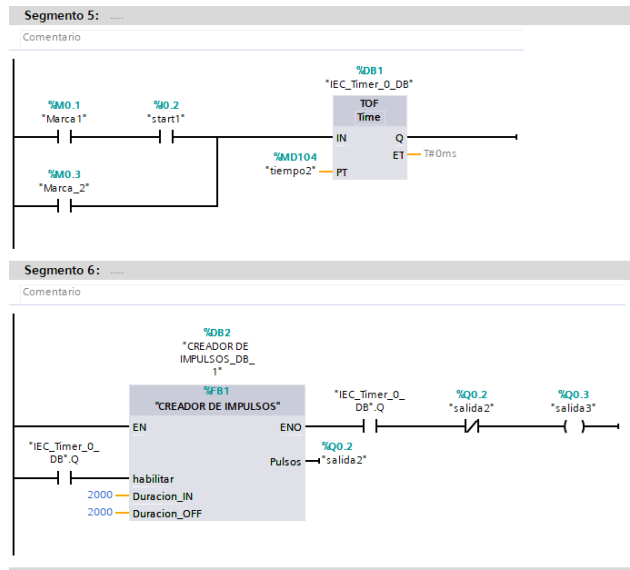 Segmento 5: .....
Comentario
%DB1
"IEC_Timer_0_DB"
%M0.1 %I0.2 TOF
"Marca1" "start1" Time
IN Q
%MD104 ET T#0ms
"tiempo2" PT
%M0.3
"Marca_2"
Segmento 6: .....
Comentario
%DB2
"CREADOR DE
IMPULSOS_DB_
1"
%FB1 "IEC_Timer_0_ %Q0.2 %Q0.3
"CREADOR DE IMPULSOS" DB".Q "salida2" "salida3"
EN ENO
"IEC_Timer_0_ %Q0.2
DB".Q Pulsos "salida2"
habilitar
2000 Duracion_IN
2000 Duracion_OFF